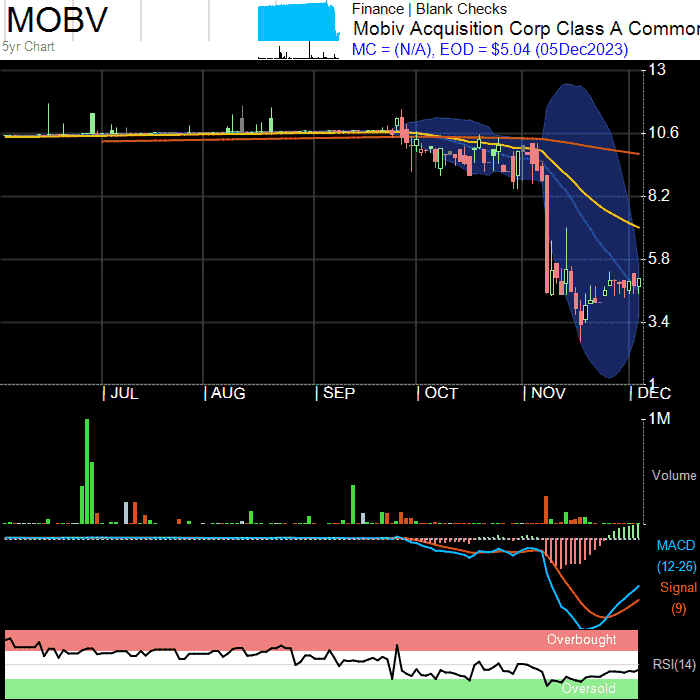 MOBV
5yr Chart
Finance | Blank Checks
Mobiv Acquisition Corp Class A Common
MC = (N/A), EOD = $5.04 (05Dec2023)
13
10.6
8.2
5.8
3.4
1
JUL
AUG
SEP
OCT
NOV
DEC
1M
Volume
MACD
(12-26)
Signal
(9)
Overbought
RSI(14)
Oversold